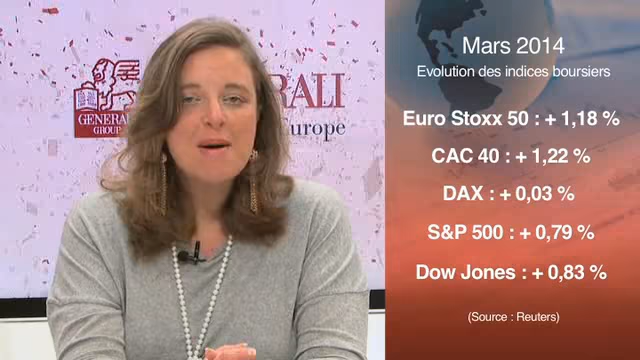 GENERALI
GROUP
ERALI
Europe
Mars 2014
Evolution des indices boursiers
Euro Stoxx 50 : + 1,18 %
CAC 40 : + 1,22 %
DAX : + 0,03 %
S&P 500 : + 0,79 %
Dow Jones : + 0,83 %
(Source : Reuters)